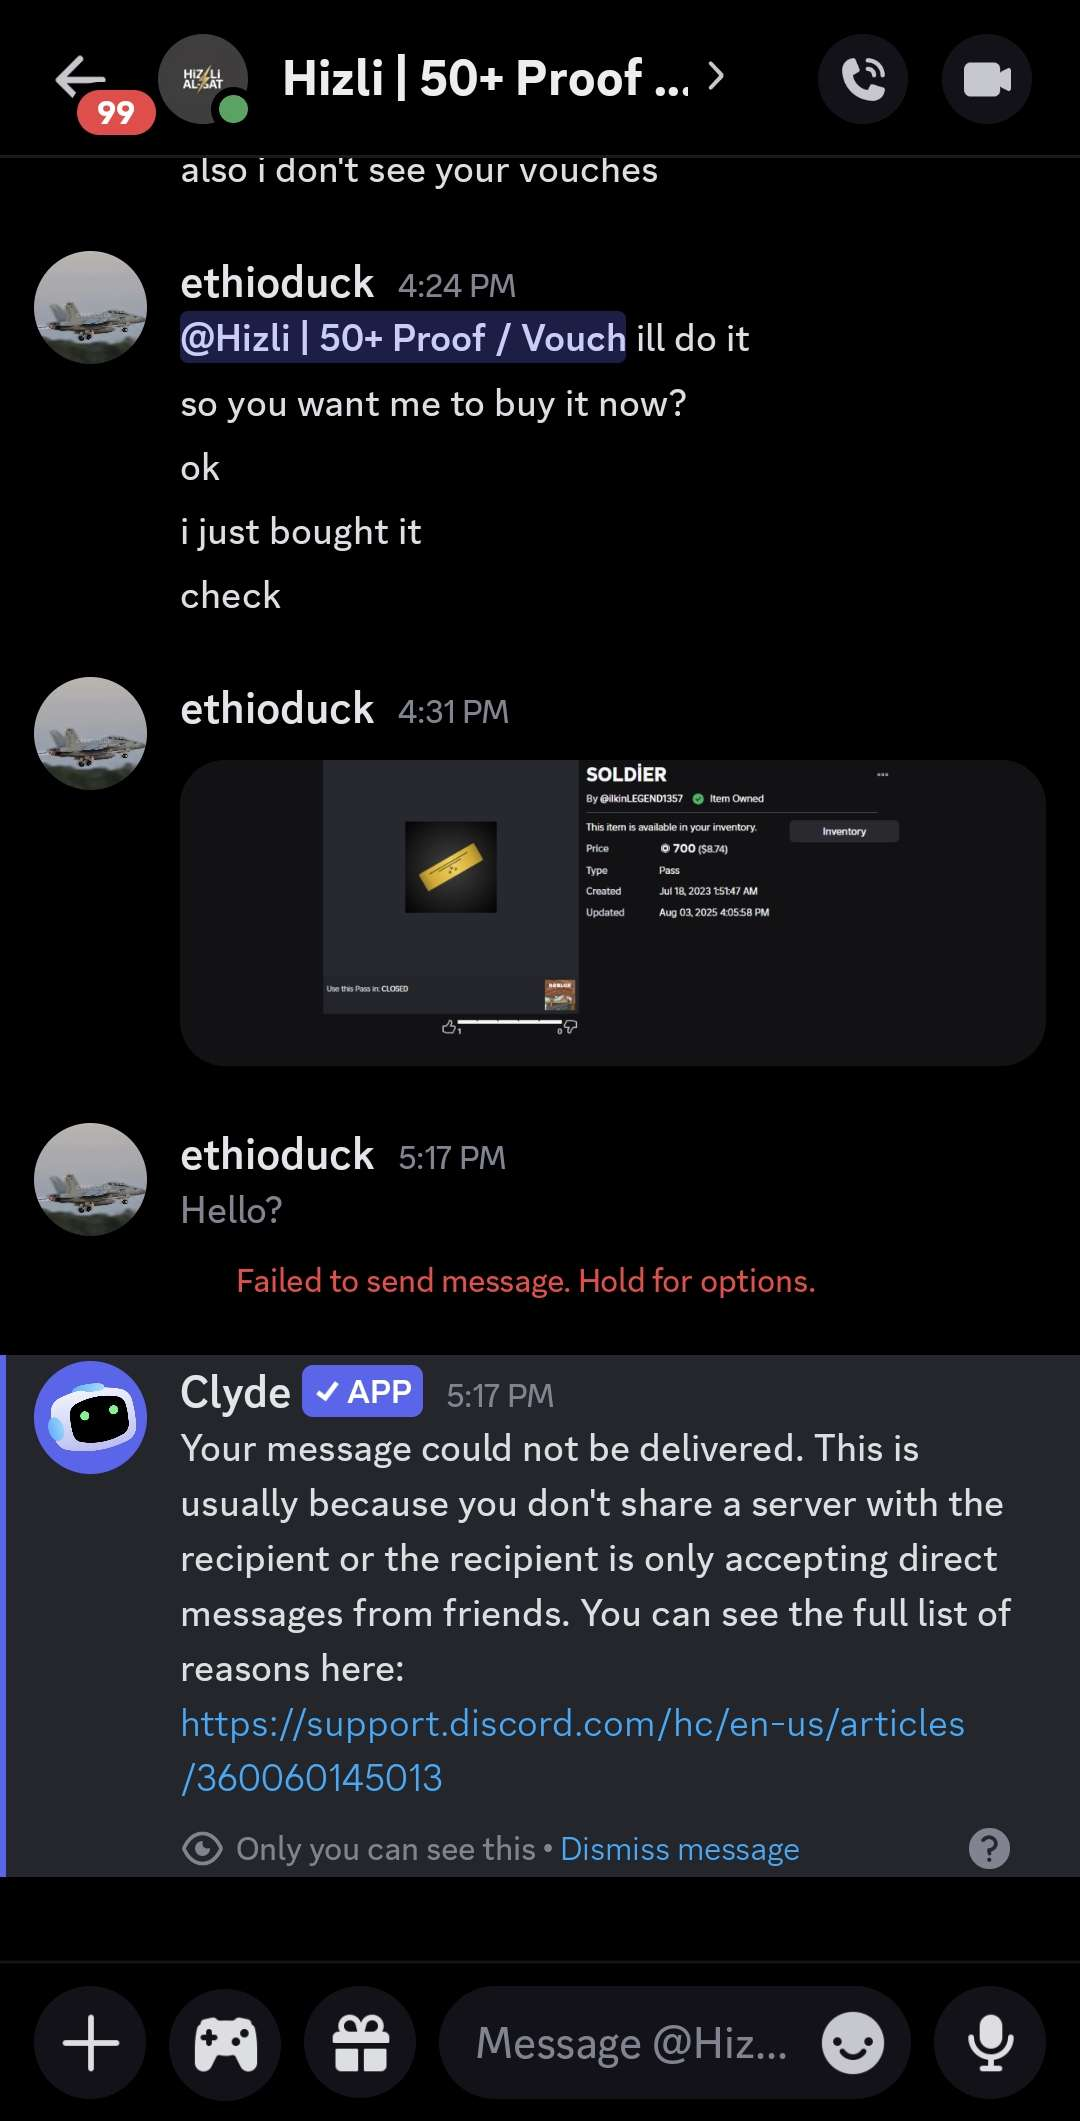 99
HIZLI
AL SAT
Hizli | 50+ Proof ...
also i don't see your vouches
ethioduck 4:24 PM
@Hizli | 50+ Proof / Vouch ill do it
so you want me to buy it now?
ok
i just bought it
check
ethioduck 4:31 PM
SOLDİER
By @ilkinLEGEND1357 Item Owned
This item is available in your inventory.
Inventory
Price 700 ($8.74)
Type Pass
Created Jul 18, 2023 1:51:47 AM
Updated Aug 03, 2025 4:05:58 PM
Use this Pass in: CLOSED
ROBLOX
1 0
ethioduck 5:17 PM
Hello?
Failed to send message. Hold for options.
Clyde ✓ APP 5:17 PM
Your message could not be delivered. This is
usually because you don't share a server with the
recipient or the recipient is only accepting direct
messages from friends. You can see the full list of
reasons here:
https://support.discord.com/hc/en-us/articles
/360060145013
Only you can see this • Dismiss message
?
Message @Hiz...